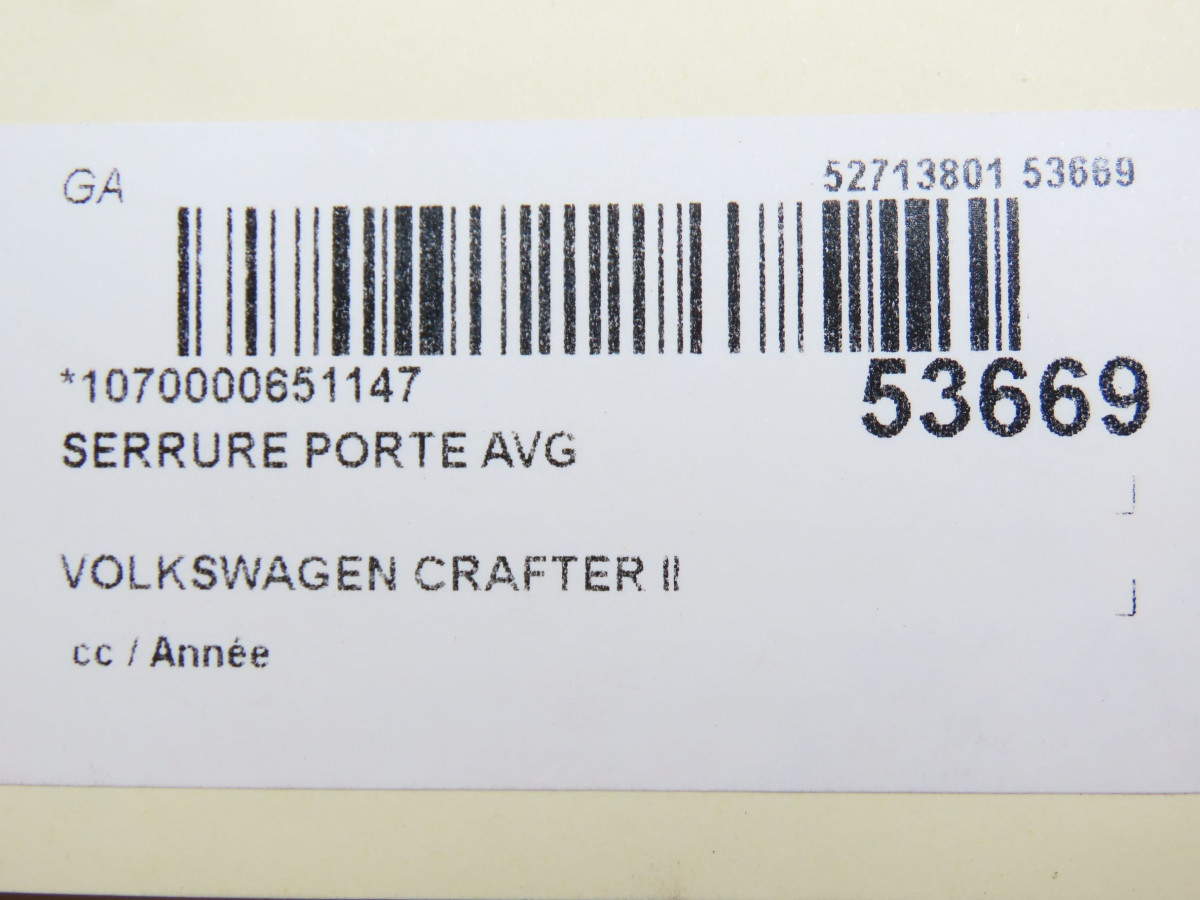 GA
52713801 53669
*1070000651147
53669
SERRURE PORTE AVG
VOLKSWAGEN CRAFTER II
cc / Année